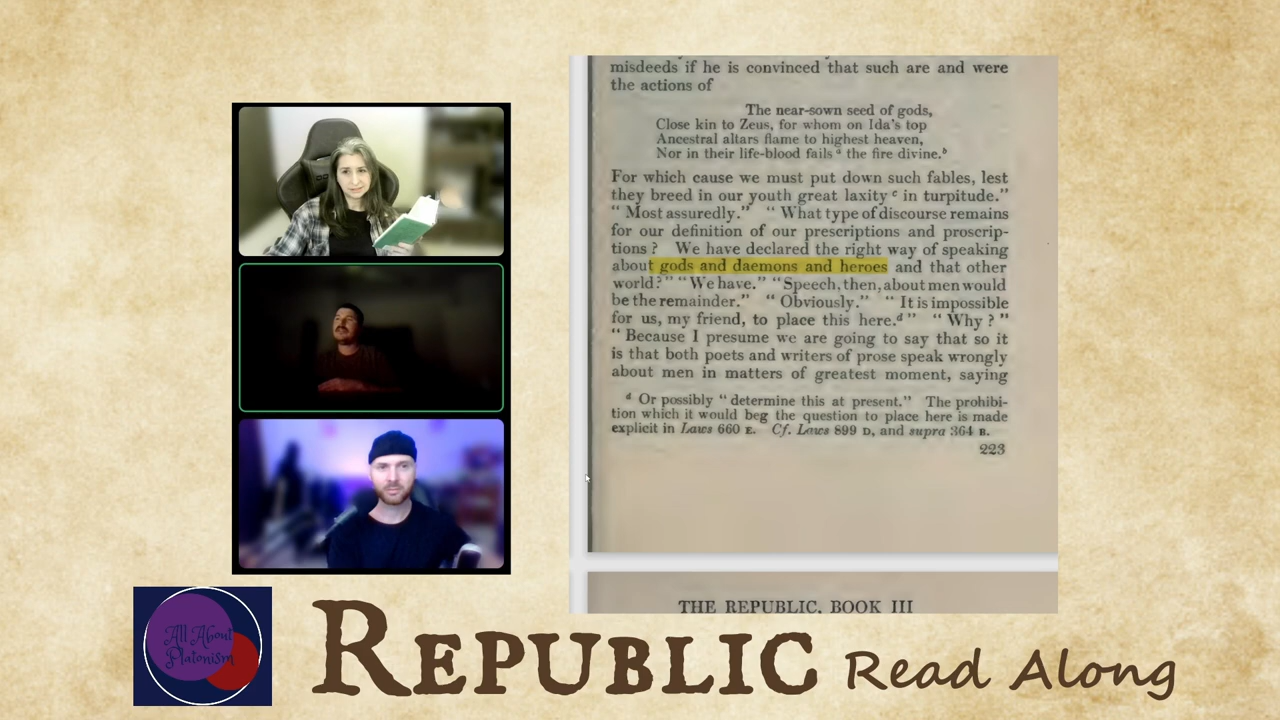 misdeeds if he is convinced that such are and were
the actions of
The near-sown seed of gods,
Close kin to Zeus, for whom on Ida's top
Ancestral altars flame to highest heaven,
Nor in their life-blood fails ᵃ the fire divine.ᵇ
For which cause we must put down such fables, lest
they breed in our youth great laxity ᶜ in turpitude."
" Most assuredly." " What type of discourse remains
for our definition of our prescriptions and proscrip-
tions ? We have declared the right way of speaking
about gods and daemons and heroes and that other
world?" "We have." "Speech, then, about men would
be the remainder." " Obviously." " It is impossible
for us, my friend, to place this here.ᵈ " " Why ? "
" Because I presume we are going to say that so it
is that both poets and writers of prose speak wrongly
about men in matters of greatest moment, saying
ᵈ Or possibly " determine this at present." The prohibi-
tion which it would beg the question to place here is made
explicit in Laws 660 E. Cf. Laws 899 D, and supra 364 B.
223
THE REPUBLIC, BOOK III
All About
Platonism
REPUBLIC Read Along